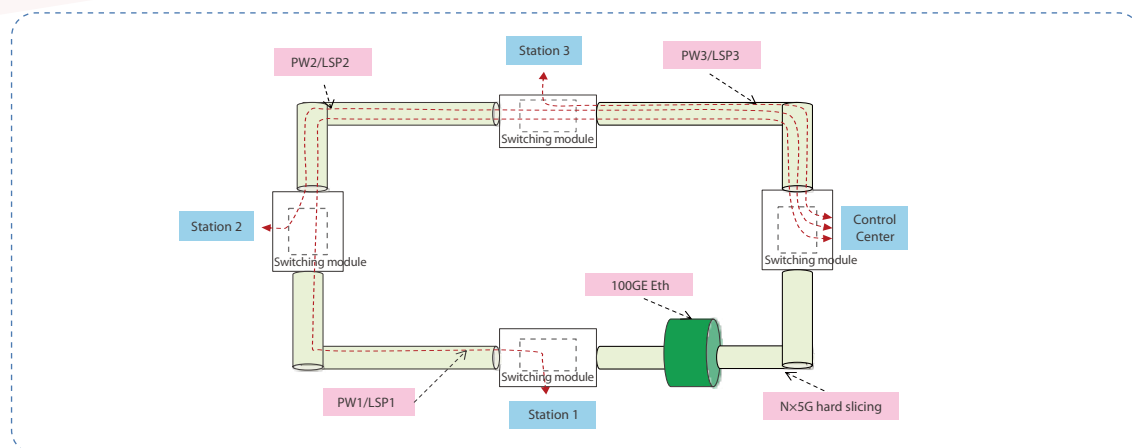 Station 3
PW2/LSP2
PW3/LSP3
Switching module
Station 2
Control
Center
Switching module
Switching module
100GE Eth
Switching module
PW1/LSP1
Station 1
N×5G hard slicing